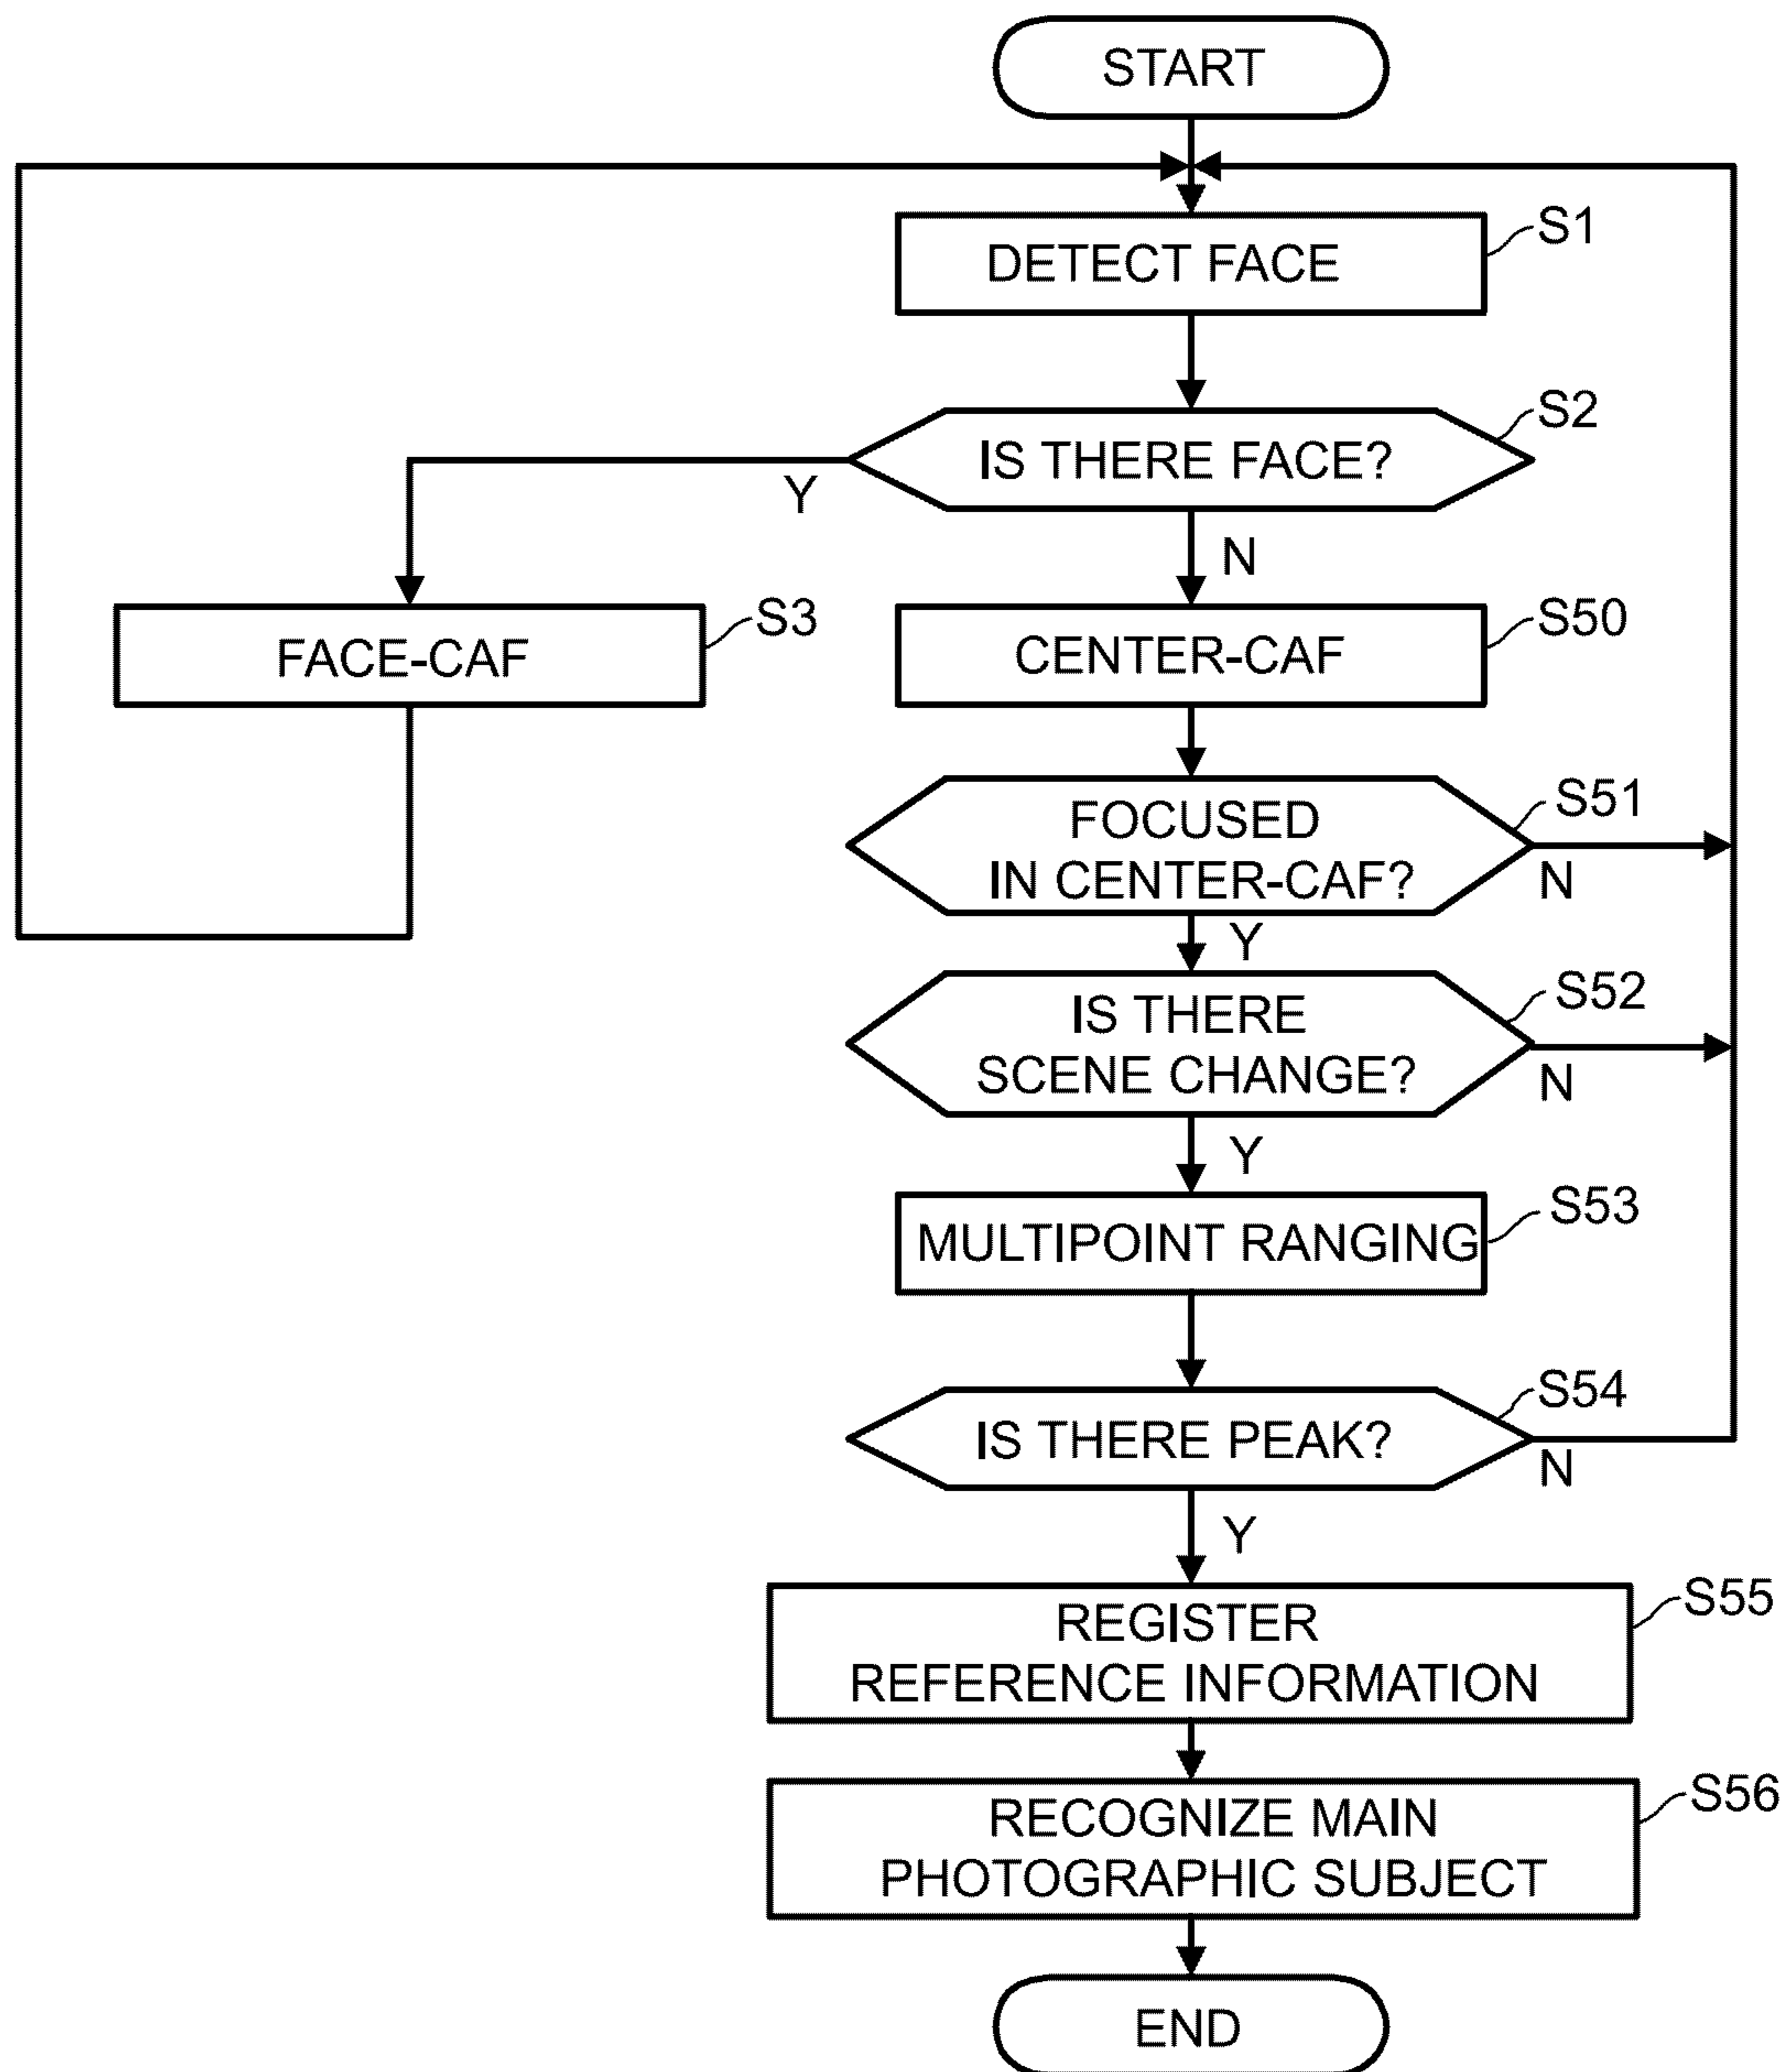 START
DETECT FACE
S1
IS THERE FACE?
S2
Y
N
FACE-CAF
S3
CENTER-CAF
S50
FOCUSED
IN CENTER-CAF?
S51
N
Y
IS THERE
SCENE CHANGE?
S52
N
Y
MULTIPOINT RANGING
S53
IS THERE PEAK?
S54
N
Y
REGISTER
REFERENCE INFORMATION
S55
RECOGNIZE MAIN
PHOTOGRAPHIC SUBJECT
S56
END